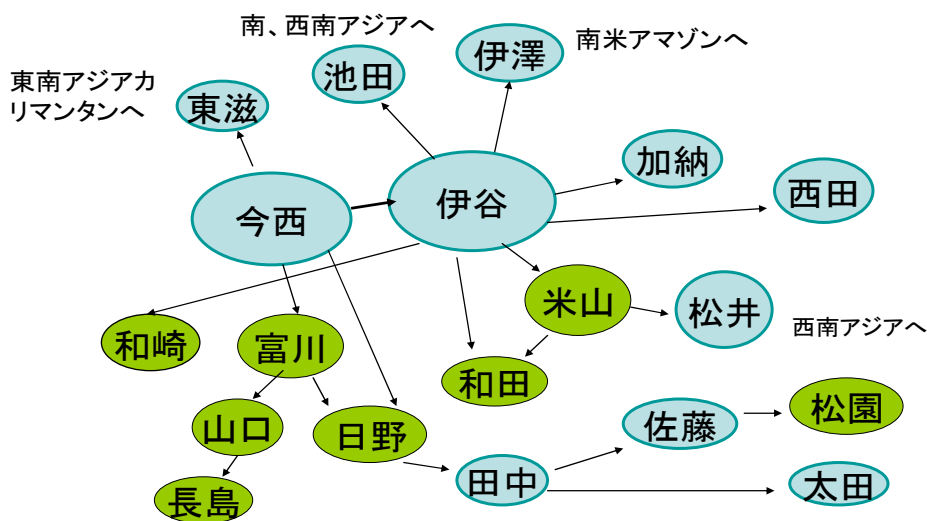 南、西南アジアへ
伊澤
南米アマゾンへ
池田
東南アジアカ
リマンタンへ
東滋
加納
西田
伊谷
今西
米山
松井
西南アジアへ
和崎
富川
和田
松園
山口
日野
佐藤
田中
太田
長島